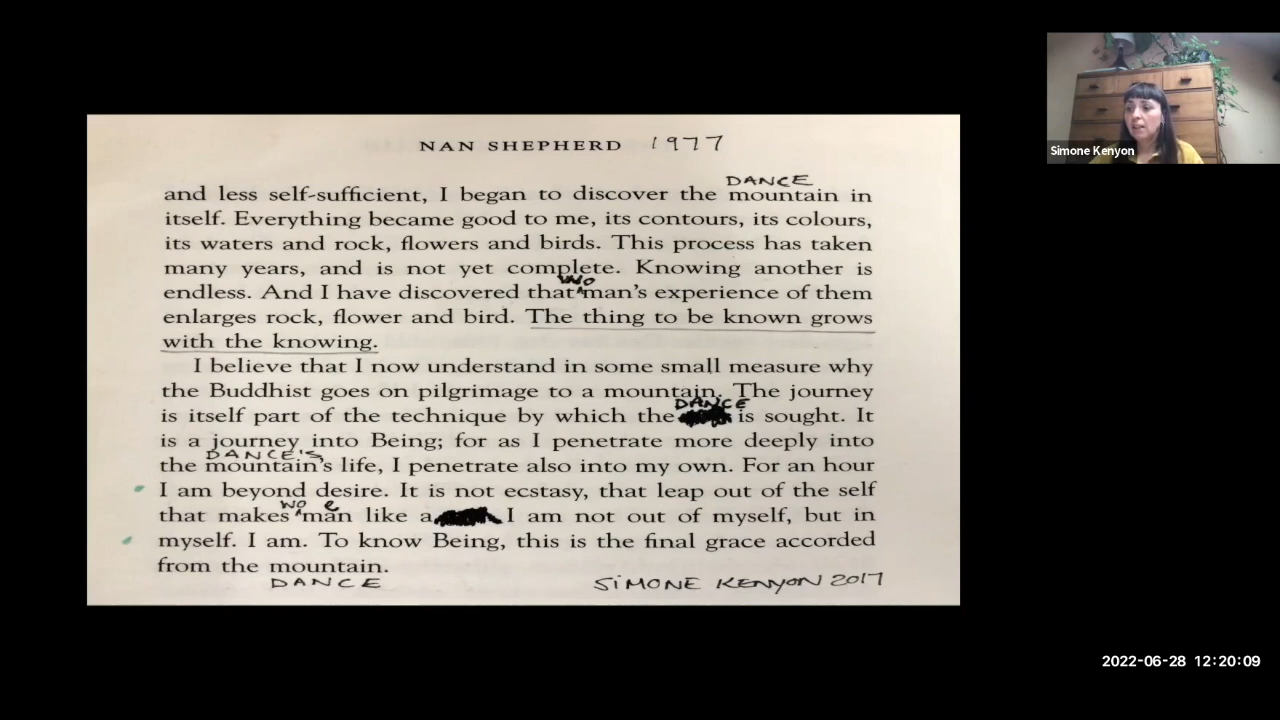 NAN SHEPHERD 1977
DANCE
and less self-sufficient, I began to discover the mountain in
itself. Everything became good to me, its contours, its colours,
its waters and rock, flowers and birds. This process has taken
many years, and is not yet complete. Knowing another is
WO
endless. And I have discovered that ^man's experience of them
enlarges rock, flower and bird. The thing to be known grows
with the knowing.
I believe that I now understand in some small measure why
the Buddhist goes on pilgrimage to a mountain. The journey
DANCE
is itself part of the technique by which the is sought. It
is a journey into Being; for as I penetrate more deeply into
DANCE'S
the mountain's life, I penetrate also into my own. For an hour
I am beyond desire. It is not ecstasy, that leap out of the self
WO e
that makes ^man like a I am not out of myself, but in
myself. I am. To know Being, this is the final grace accorded
from the mountain.
DANCE SIMONE KENYON 2017
Simone Kenyon
2022-06-28 12:20:09